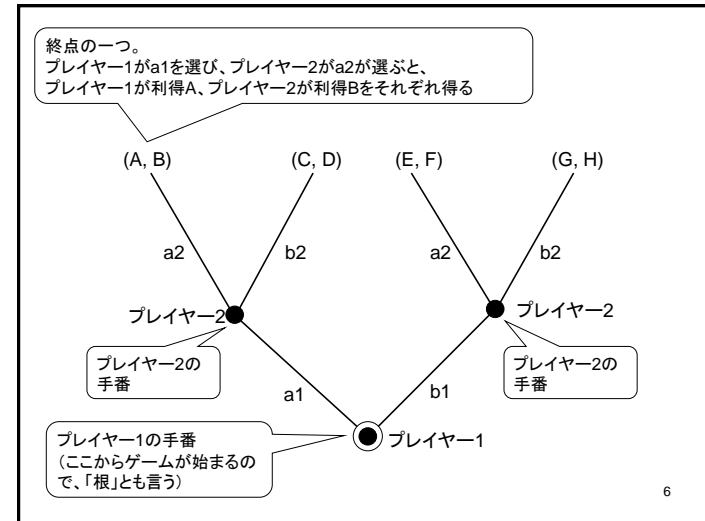 終点の一つ。
プレイヤー1がa1を選び、プレイヤー2がa2が選ぶと、
プレイヤー1が利得A、プレイヤー2が利得Bをそれぞれ得る
(A, B) (C, D) (E, F) (G, H)
a2 b2 a2 b2
プレイヤー2 プレイヤー2
プレイヤー2の
手番
プレイヤー2の
手番
a1 b1
プレイヤー1の手番
(ここからゲームが始まるの
で、「根」とも言う)
プレイヤー1
6